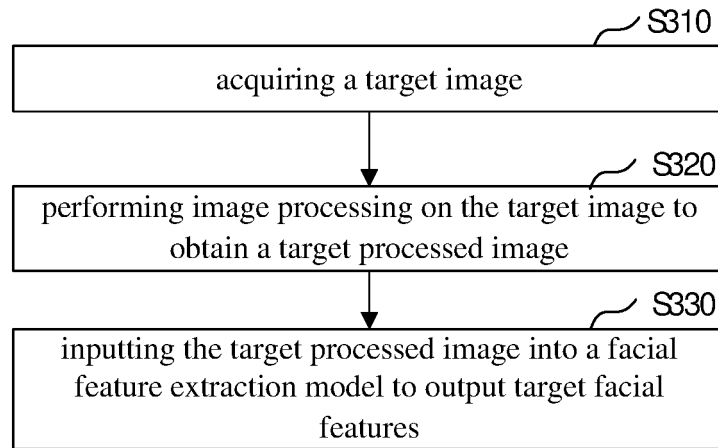 S310
acquiring a target image
S320
performing image processing on the target image to
obtain a target processed image
S330
inputting the target processed image into a facial
feature extraction model to output target facial
features